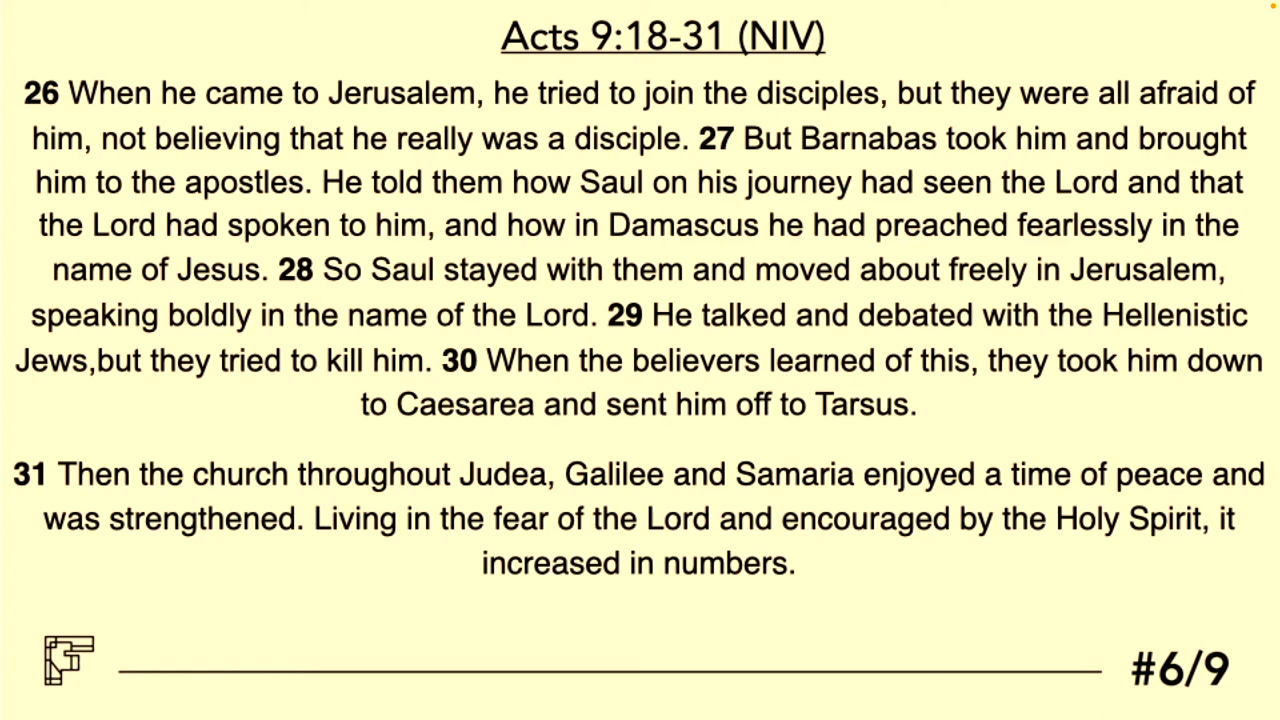 Acts 9:18-31 (NIV)
26 When he came to Jerusalem, he tried to join the disciples, but they were all afraid of
him, not believing that he really was a disciple. 27 But Barnabas took him and brought
him to the apostles. He told them how Saul on his journey had seen the Lord and that
the Lord had spoken to him, and how in Damascus he had preached fearlessly in the
name of Jesus. 28 So Saul stayed with them and moved about freely in Jerusalem,
speaking boldly in the name of the Lord. 29 He talked and debated with the Hellenistic
Jews,but they tried to kill him. 30 When the believers learned of this, they took him down
to Caesarea and sent him off to Tarsus.
31 Then the church throughout Judea, Galilee and Samaria enjoyed a time of peace and
was strengthened. Living in the fear of the Lord and encouraged by the Holy Spirit, it
increased in numbers.
#6/9